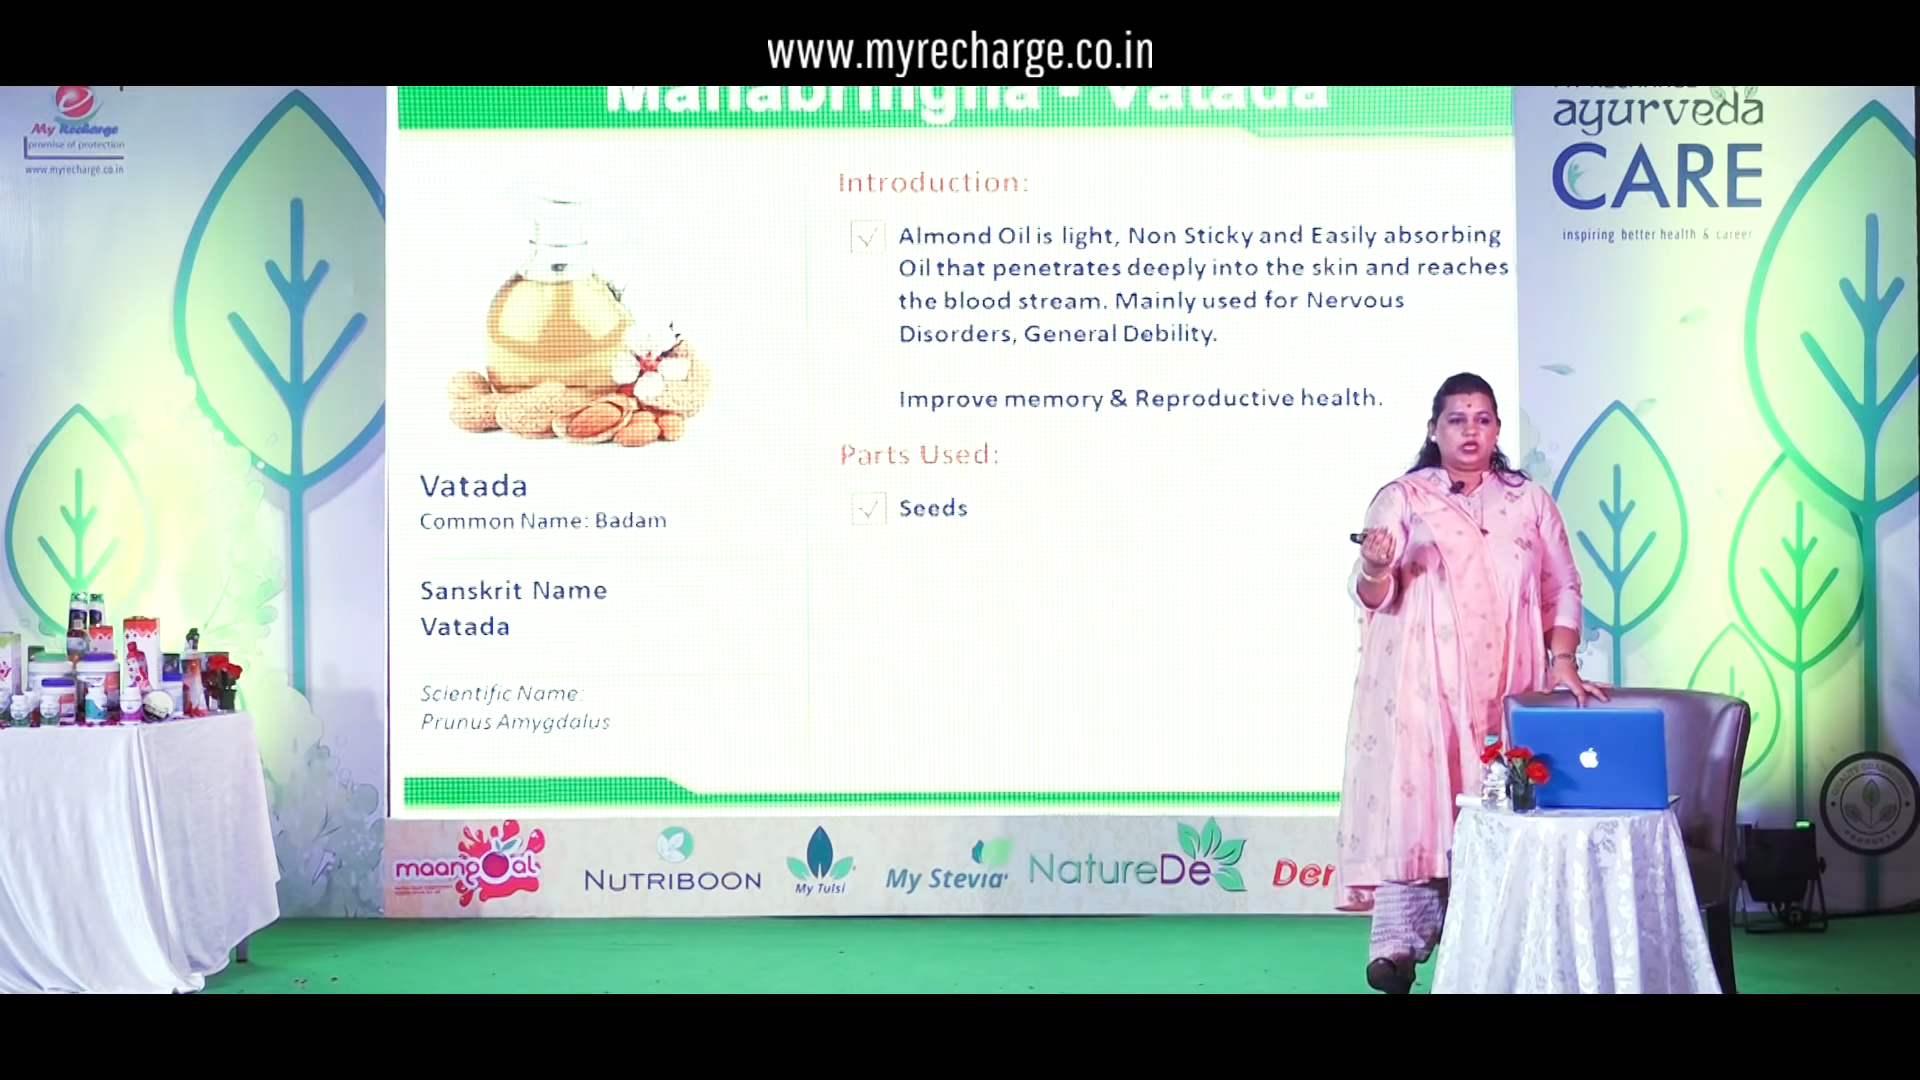 www.myrecharge.co.in
My Recharge
promise of protection
www.myrecharge.co.in
Mahabringha - Vatada
Introduction:
Almond Oil is light, Non Sticky and Easily absorbing
Oil that penetrates deeply into the skin and reaches
the blood stream. Mainly used for Nervous
Disorders, General Debility.
Improve memory & Reproductive health.
Parts Used:
Seeds
Vatada
Common Name: Badam
Sanskrit Name
Vatada
Scientific Name:
Prunus Amygdalus
ayurveda
CARE
inspiring better health & career
NUTRIBOON
My Tulsi
My Stevia
NatureDe
Der